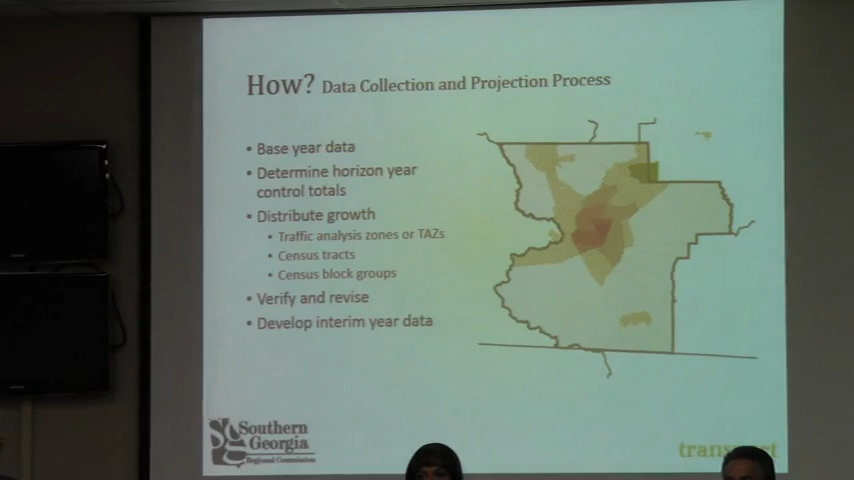 How? Data Collection and Projection Process
• Base year data
• Determine horizon year
control totals
• Distribute growth
• Traffic analysis zones or TAZs
• Census tracts
• Census block groups
• Verify and revise
• Develop interim year data
Southern
Georgia
Regional Commission